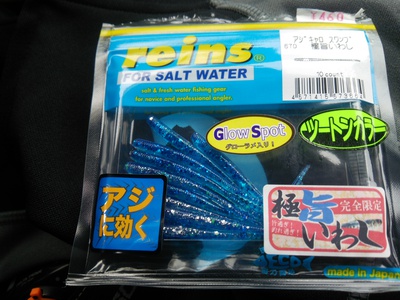 ¥460
reins®
FOR SALT WATER
salt & fresh water fishing gear
for novice and professional angler.
アジキャロ スワンプ
極旨いわし
10 count
Glow Spot
グローラメ入り!
ツートンカラー
アジ
に効く
完全限定
極旨
いわし
made in Japan